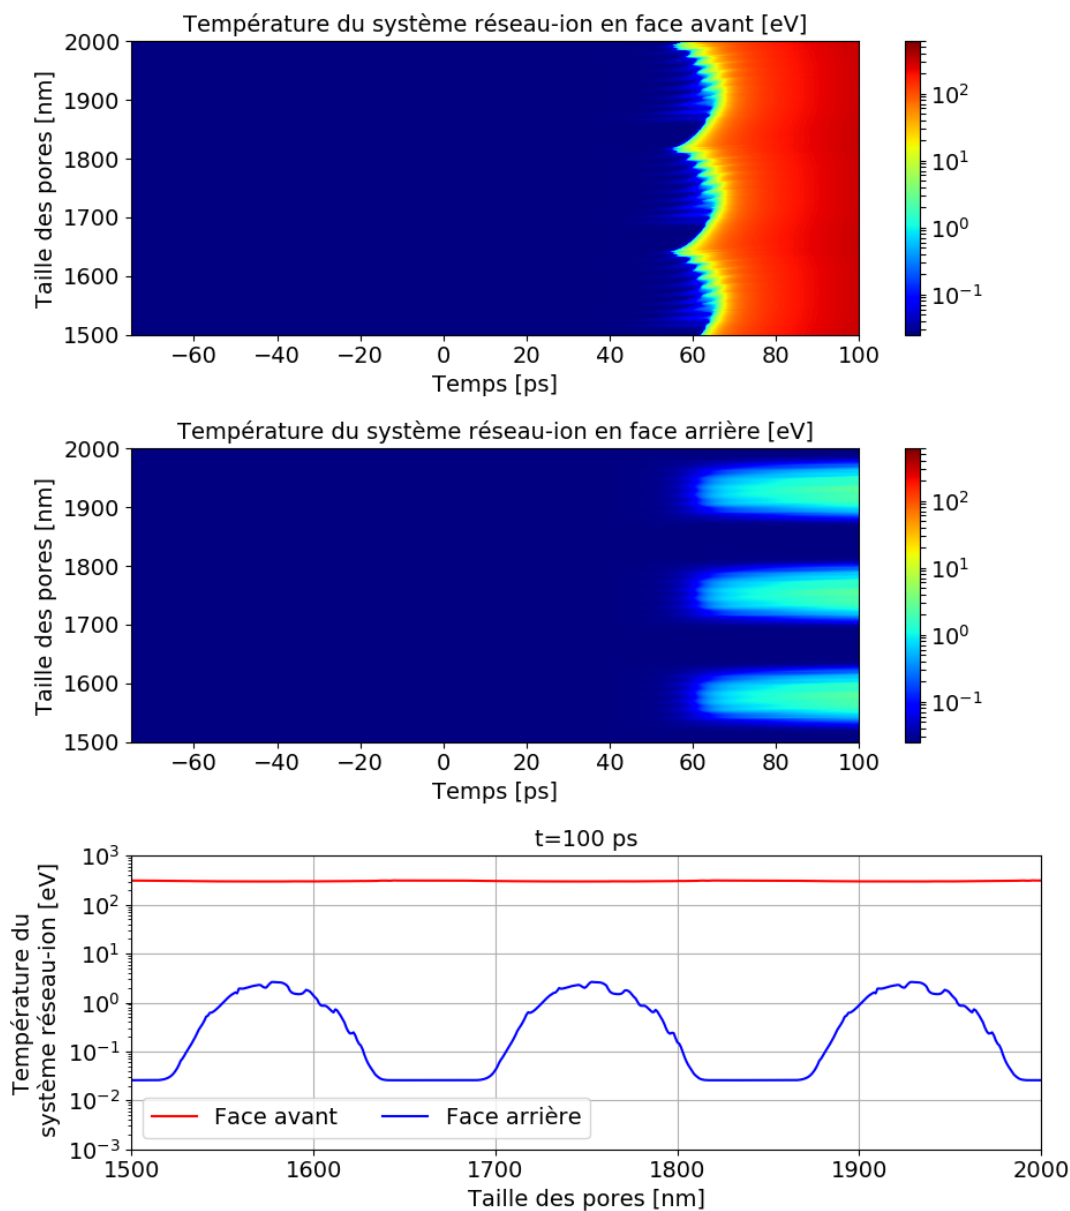 Température du système réseau-ion en face avant [eV]
Taille des pores [nm]
2000
1900
1800
1700
1600
1500
−60 −40 −20 0 20 40 60 80 100
Temps [ps]
10²
10¹
10⁰
10⁻¹
Température du système réseau-ion en face arrière [eV]
Taille des pores [nm]
2000
1900
1800
1700
1600
1500
−60 −40 −20 0 20 40 60 80 100
Temps [ps]
10²
10¹
10⁰
10⁻¹
t=100 ps
Température du
système réseau-ion [eV]
10³
10²
10¹
10⁰
10⁻¹
10⁻²
10⁻³
Face avant Face arrière
1500 1600 1700 1800 1900 2000
Taille des pores [nm]